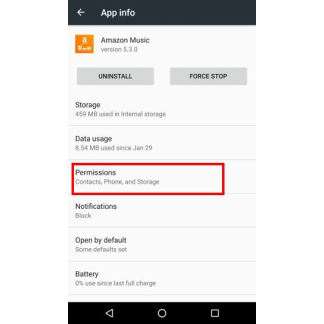 App info
Amazon Music
version 5.3.0
UNINSTALL FORCE STOP
Storage
459 MB used in Internal storage
Data usage
8.54 MB used since Jan 29
Permissions
Contacts, Phone, and Storage
Notifications
Block
Open by default
Some defaults set
Battery
0% use since last full charge